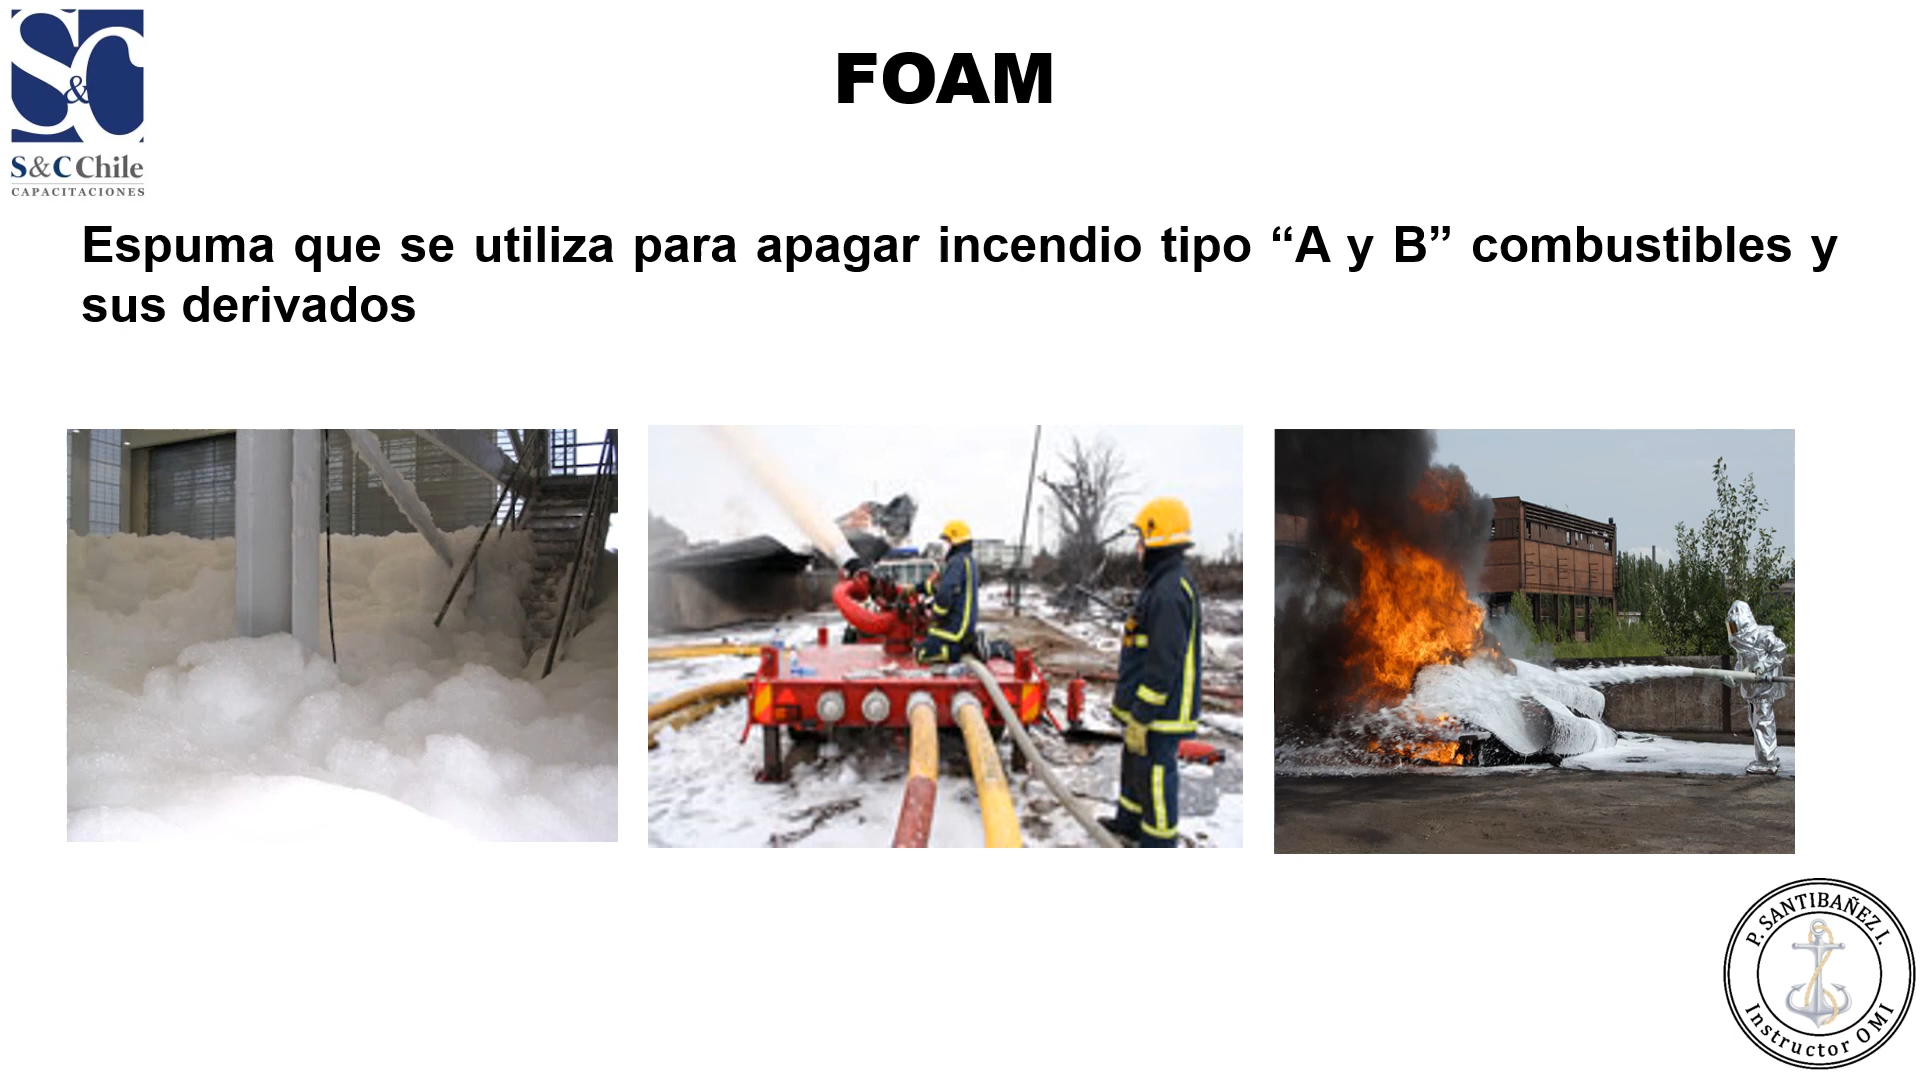 S&C
S&C Chile
CAPACITACIONES
FOAM
Espuma que se utiliza para apagar incendio tipo “A y B” combustibles y
sus derivados
P. SANTIBAÑEZ I.
Instructor OMI